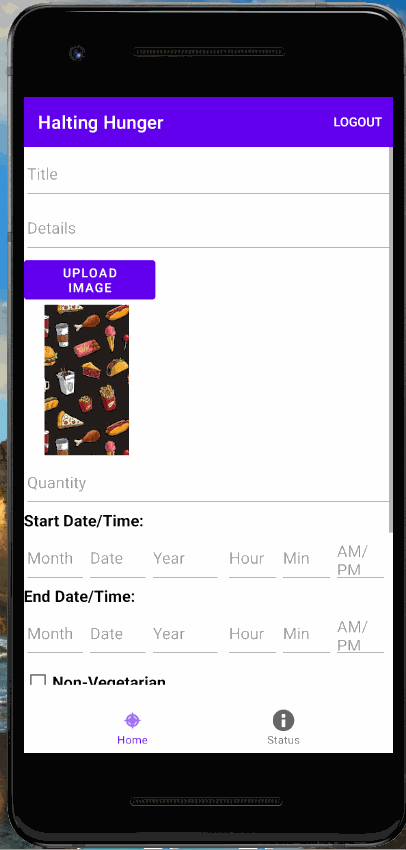 Halting Hunger LOGOUT
Title
Details
UPLOAD
IMAGE
Quantity
Start Date/Time:
Month Date Year Hour Min AM/
PM
End Date/Time:
Month Date Year Hour Min AM/
PM
Non-Vegetarian
Home Status